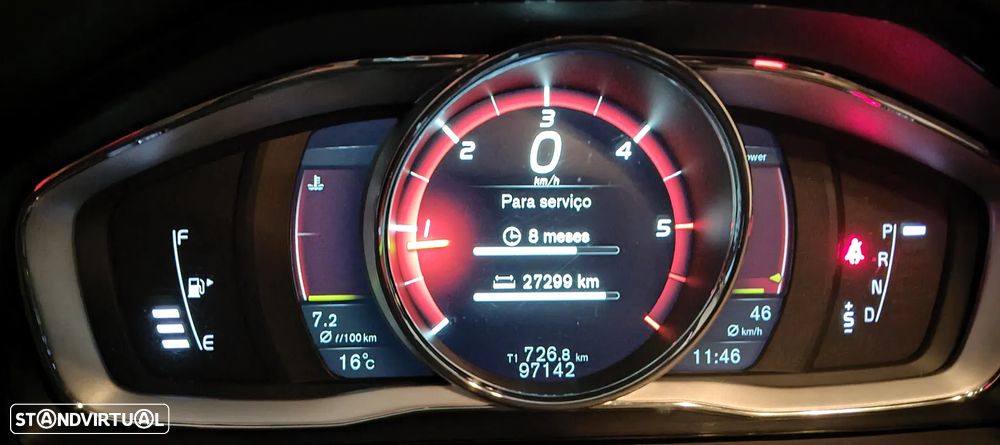 3
2
4
0
km/h
ower
Para serviço
F
1
8 meses
5
P
R
27299 km
N
E
7.2
Ø ℓ/100km
16°C
46
Ø km/h
+
S
-
D
T1 726.8 km
97142
11:46
STANDVIRTUAL